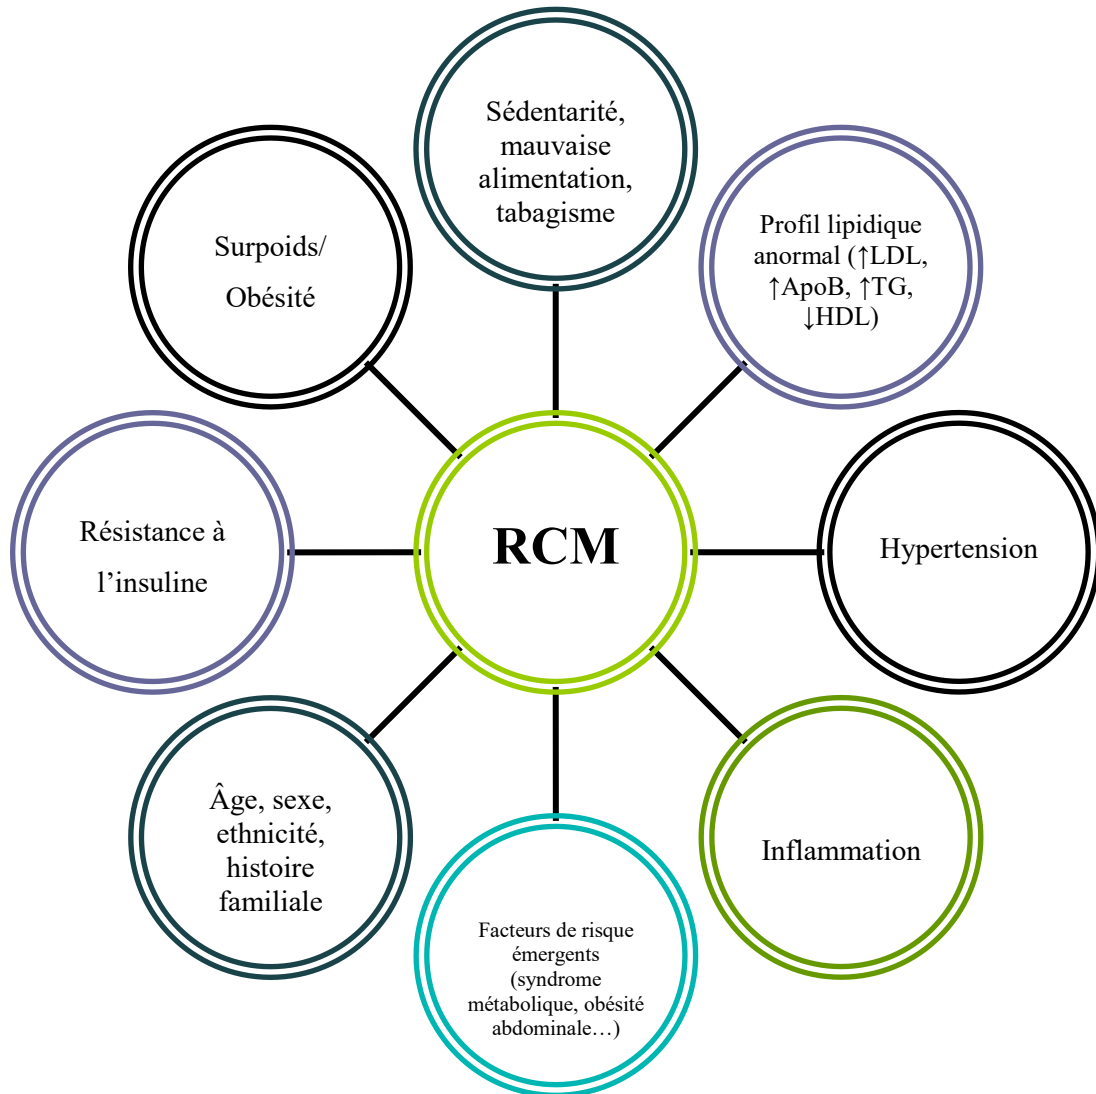 Sédentarité,
mauvaise
alimentation,
tabagisme
Profil lipidique
anormal (↑LDL,
↑ApoB, ↑TG,
↓HDL)
Hypertension
Inflammation
Facteurs de risque
émergents
(syndrome
métabolique, obésité
abdominale…)
Âge, sexe,
ethnicité,
histoire
familiale
Résistance à
l’insuline
Surpoids/
Obésité
RCM